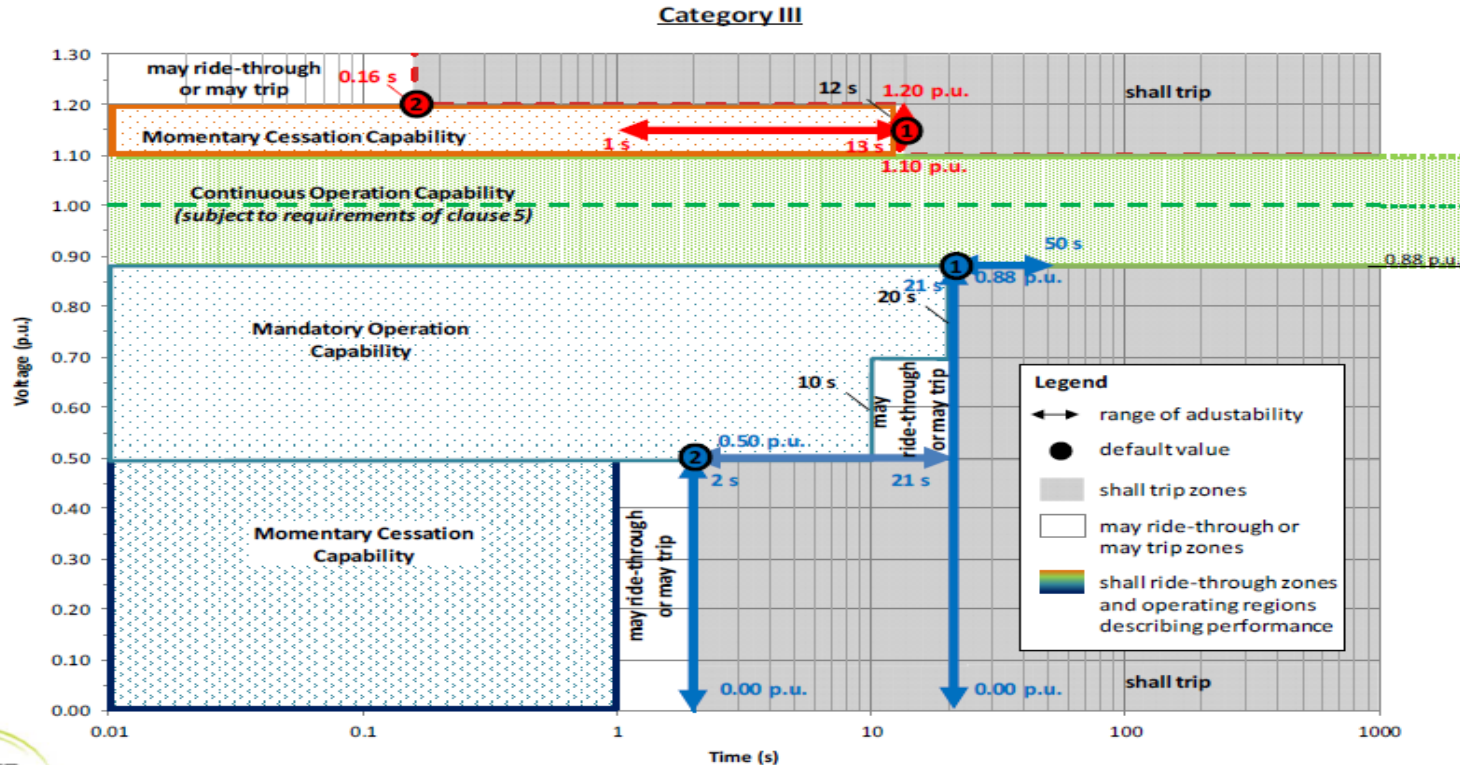 Category III
1.30
1.20
1.10
1.00
0.90
0.80
0.70
0.60
0.50
0.40
0.30
0.20
0.10
0.00
Voltage (p.u.)
0.01
0.1
1
10
100
1000
Time (s)
may ride-through
or may trip
0.16 s
2
12 s
1.20 p.u.
shall trip
Momentary Cessation Capability
1 s
13 s
1
1.10 p.u.
Continuous Operation Capability
(subject to requirements of clause 5)
50 s
1
0.88 p.u.
0.88 p.u.
21 s
20 s
Mandatory Operation
Capability
10 s
may
ride-through
or may trip
0.50 p.u.
2
2 s
21 s
Momentary Cessation
Capability
may ride-through
or may trip
0.00 p.u.
0.00 p.u.
shall trip
Legend
range of adustability
default value
shall trip zones
may ride-through or
may trip zones
shall ride-through zones
and operating regions
describing performance